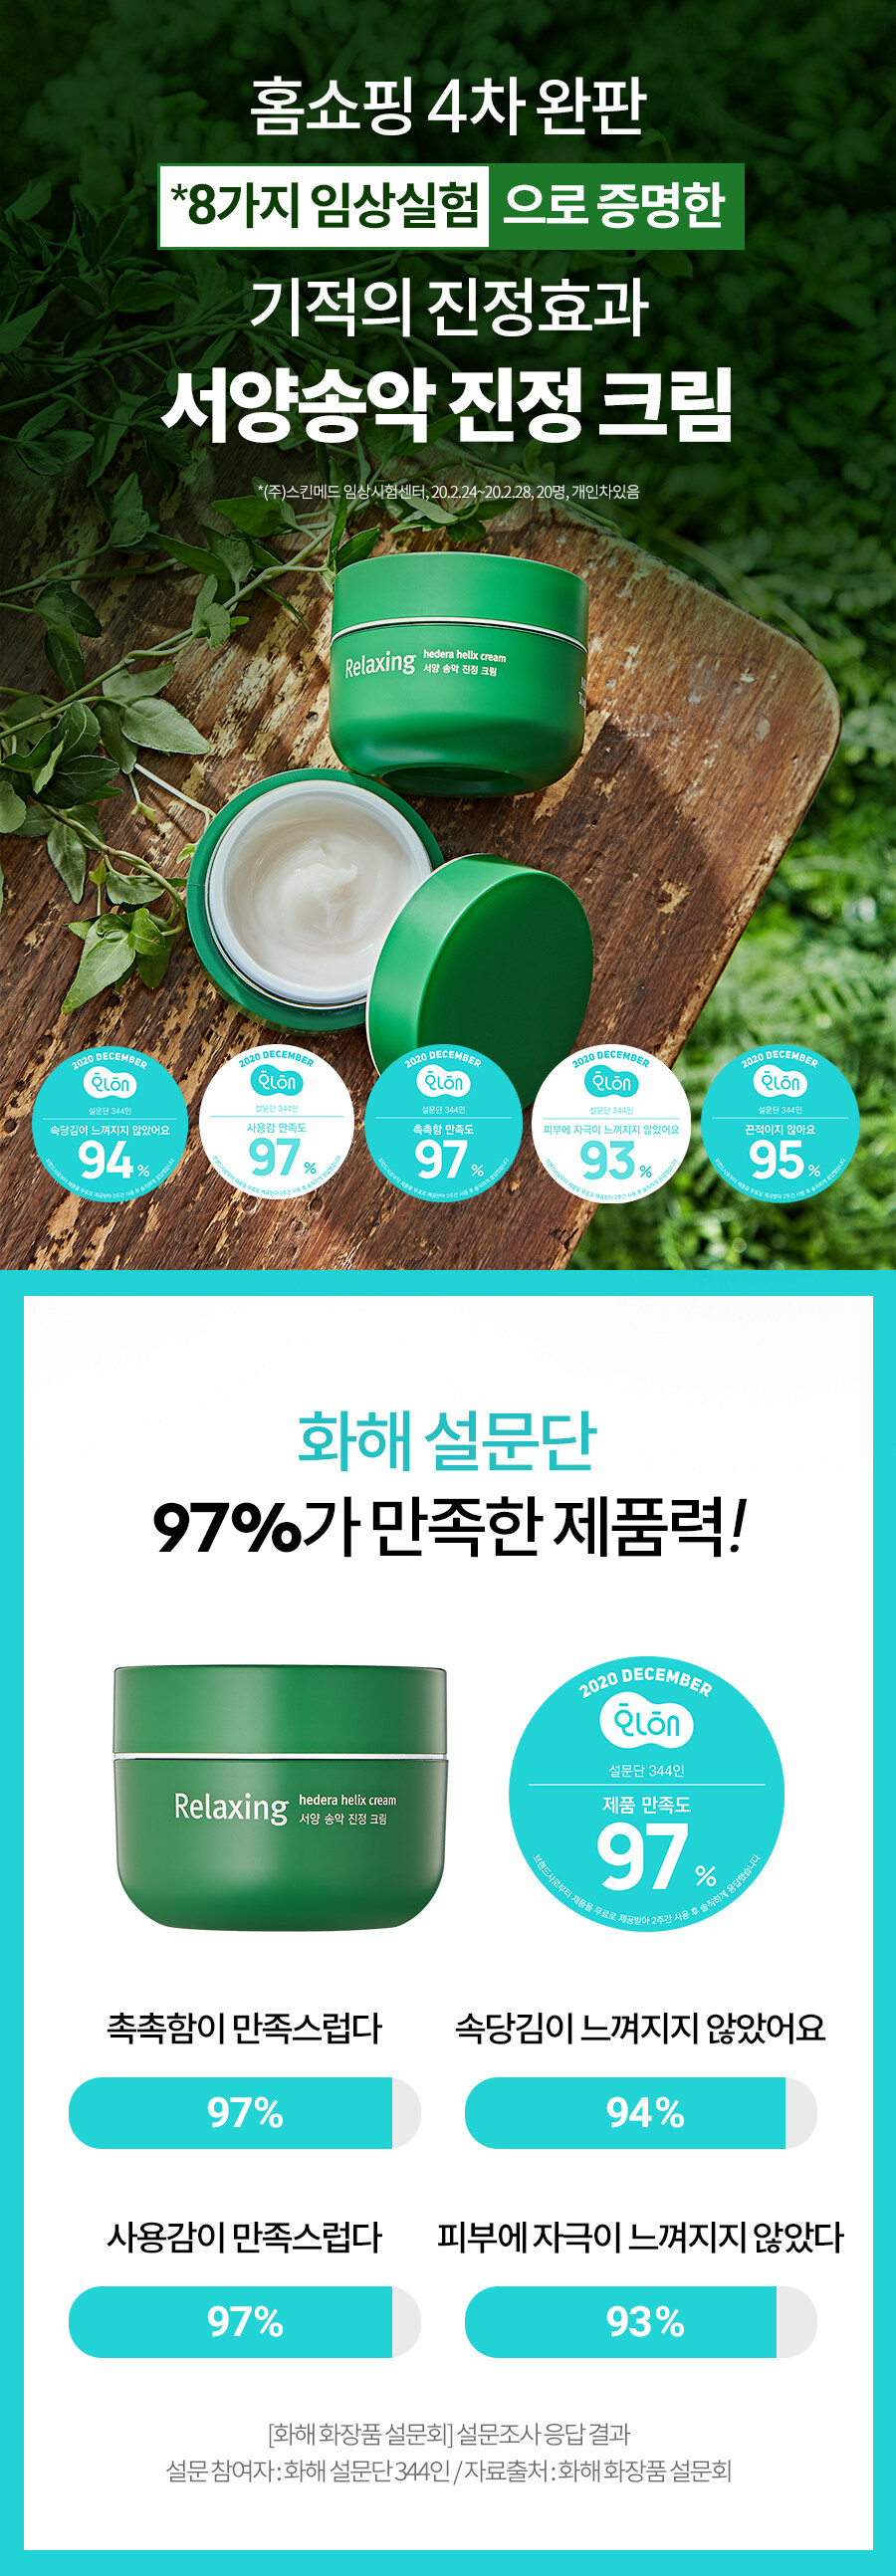 홈쇼핑 4차 완판
*8가지 임상실험 으로 증명한
기적의 진정효과
서양송악 진정 크림
*(주)스킨메드 임상시험센터, 20.2.24~20.2.28, 20명, 개인차있음
Relaxing hedera helix cream
서양 송악 진정 크림
2020 DECEMBER
설문단 344인
속당김이 느껴지지 않았어요
94%
2020 DECEMBER
설문단 344인
사용감 만족도
97%
2020 DECEMBER
설문단 344인
촉촉함 만족도
97%
2020 DECEMBER
설문단 344인
피부에 자극이 느껴지지 않았어요
93%
2020 DECEMBER
설문단 344인
끈적이지 않아요
95%
화해 설문단
97%가 만족한 제품력!
Relaxing hedera helix cream
서양 송악 진정 크림
2020 DECEMBER
설문단 344인
제품 만족도
97%
브랜드사로부터 제품을 무료로 제공받아 2주간 사용 후 솔직하게 응답했습니다
촉촉함이 만족스럽다
97%
속당김이 느껴지지 않았어요
94%
사용감이 만족스럽다
97%
피부에 자극이 느껴지지 않았다
93%
[화해 화장품 설문회] 설문조사 응답 결과
설문 참여자 : 화해 설문단 344인 / 자료출처 : 화해 화장품 설문회